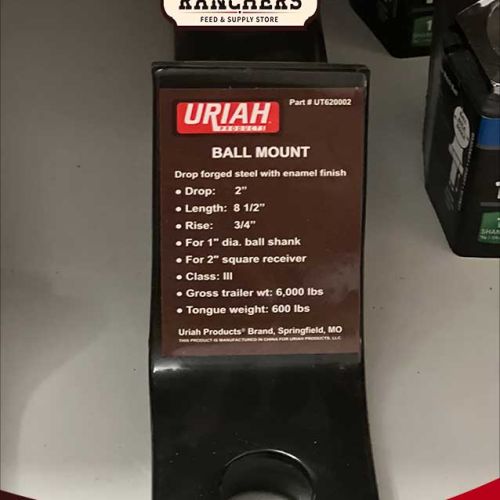 RANCHERS
FEED & SUPPLY STORE
URIAH
PRODUCTS
Part # UT620002
BALL MOUNT
Drop forged steel with enamel finish
• Drop: 2"
• Length: 8 1/2"
• Rise: 3/4"
• For 1" dia. ball shank
• For 2" square receiver
• Class: III
• Gross trailer wt: 6,000 lbs
• Tongue weight: 600 lbs
Uriah Products® Brand, Springfield, MO
THIS PRODUCT IS MANUFACTURED IN CHINA FOR URIAH PRODUCTS, LLC